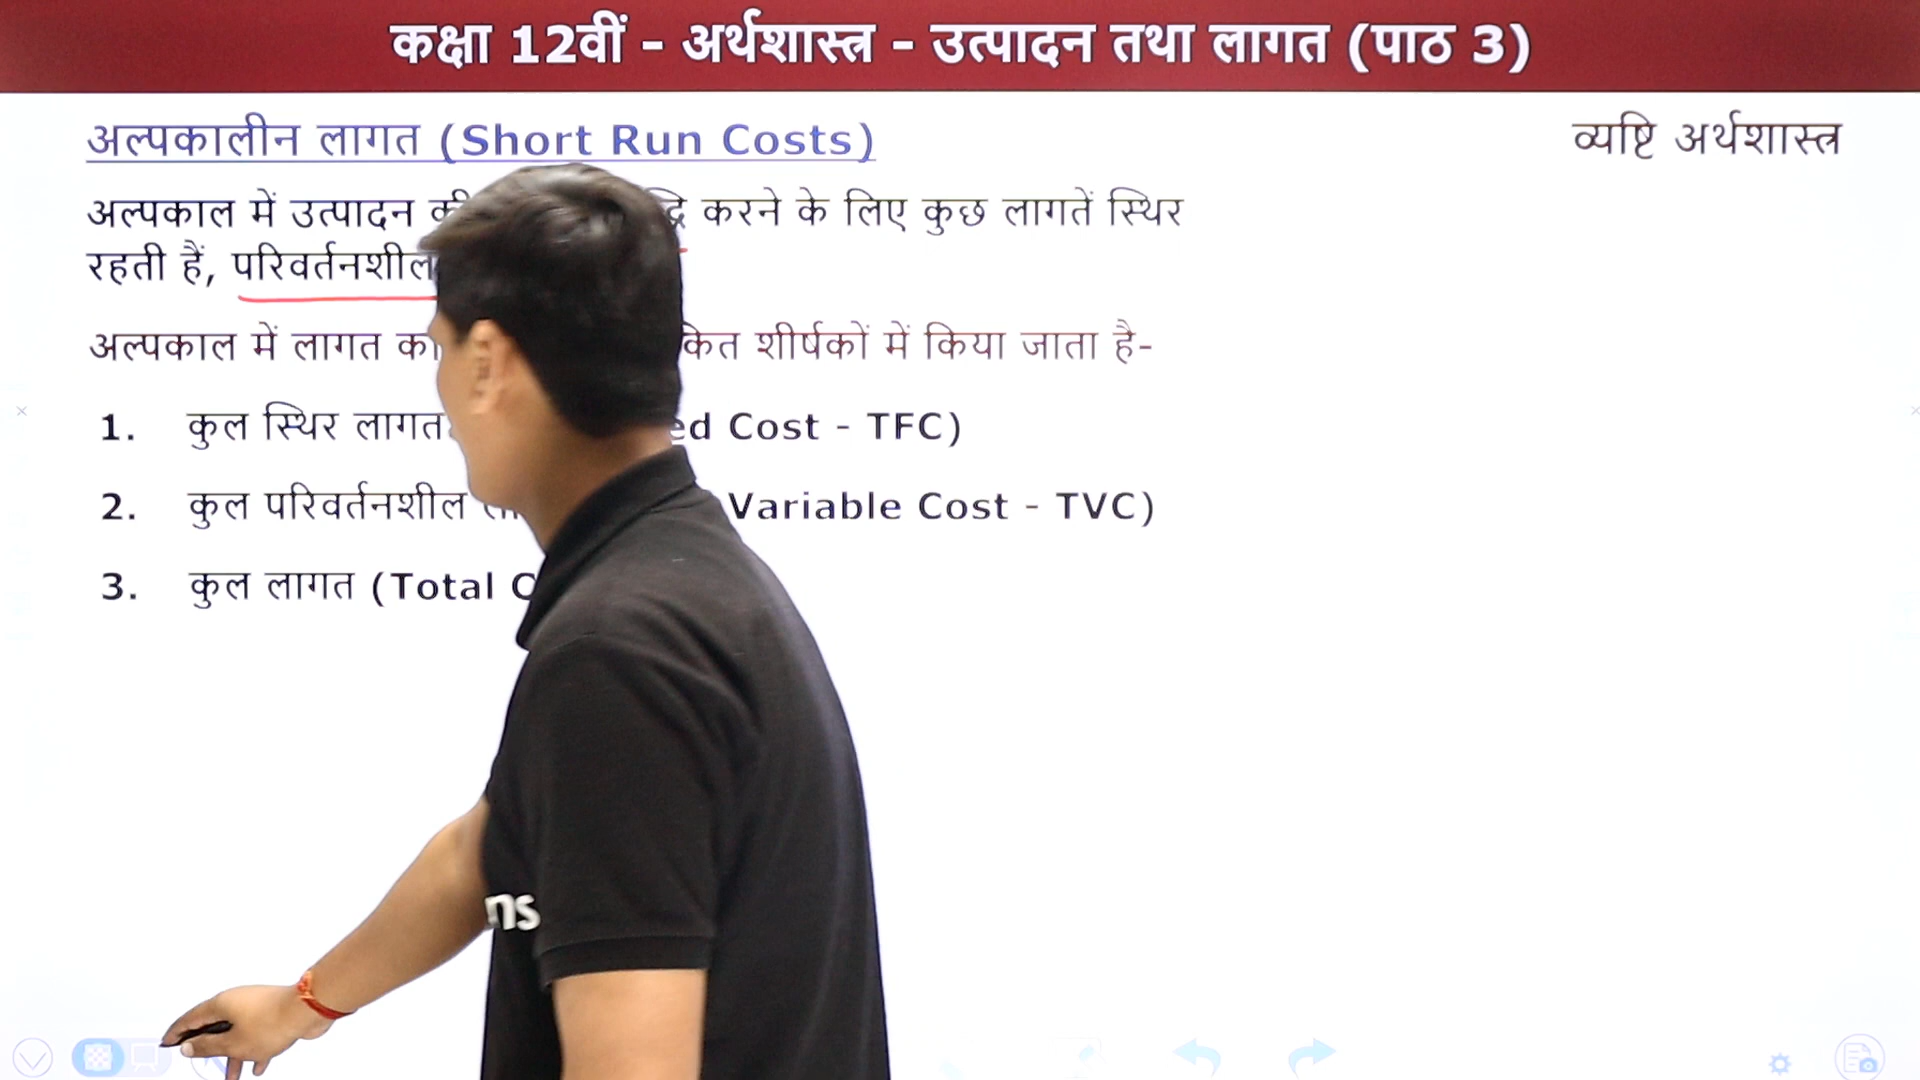 कक्षा 12वीं - अर्थशास्त्र - उत्पादन तथा लागत (पाठ 3)
अल्पकालीन लागत (Short Run Costs)
व्यष्टि अर्थशास्त्र
अल्पकाल में उत्पादन करने के लिए कुछ लागतें स्थिर
रहती हैं, परिवर्तनशील
अल्पकाल में लागत का शीर्षकों में किया जाता है-
1. कुल स्थिर लागत Cost - TFC)
2. कुल परिवर्तनशील Variable Cost - TVC)
3. कुल लागत (Total
ns